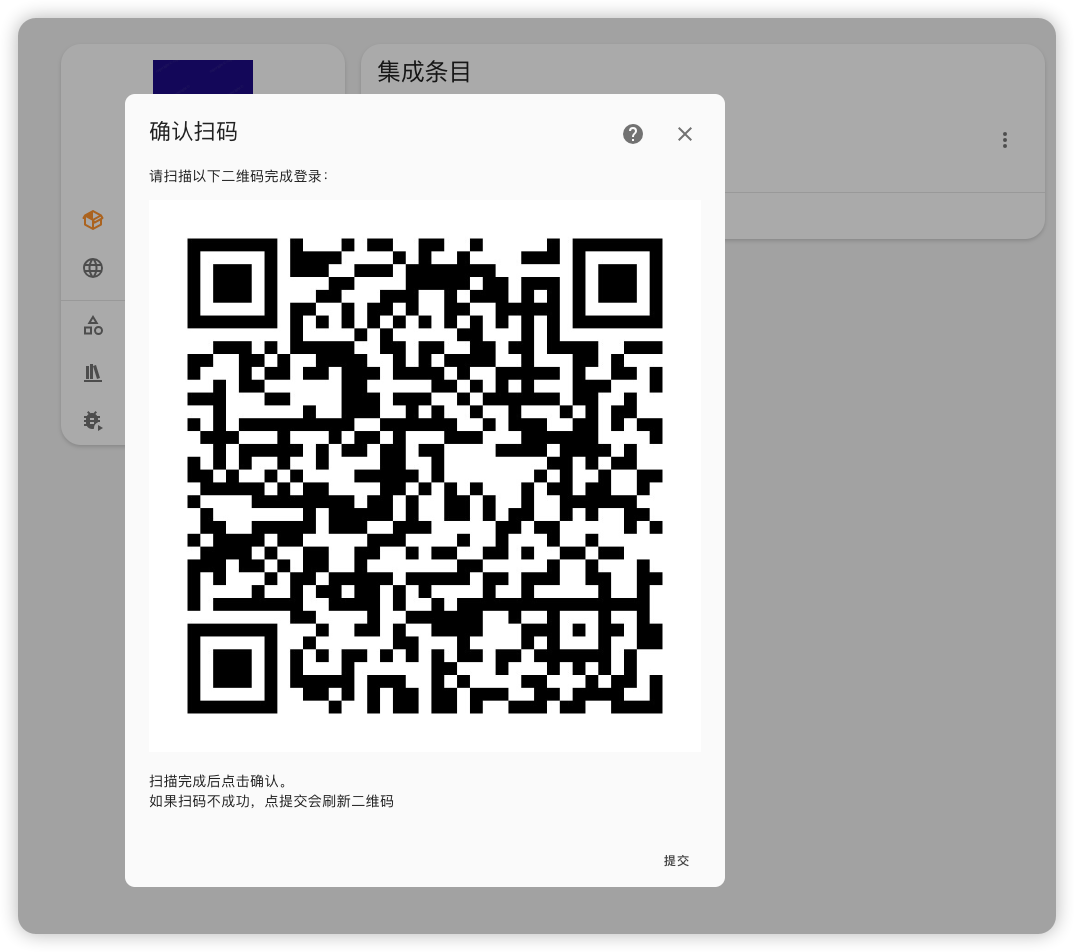 集成条目
确认扫码
请扫描以下二维码完成登录：
扫描完成后点击确认。
如果扫码不成功，点提交会刷新二维码
提交